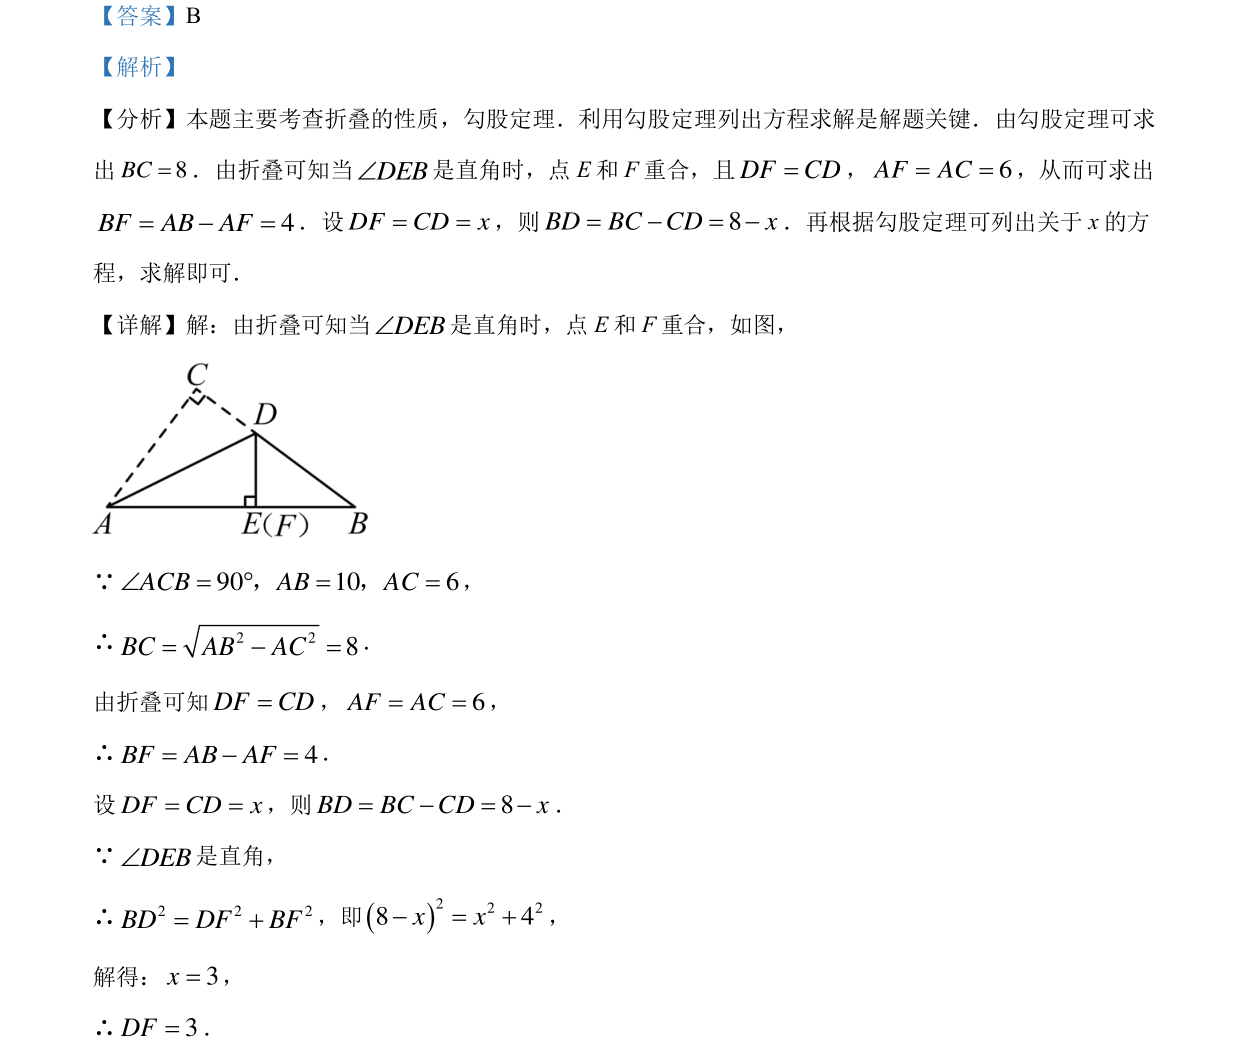 【答案】B
【解析】
【分析】本题主要考查折叠的性质，勾股定理．利用勾股定理列出方程求解是解题关键．由勾股定理可求
出 BC = 8．由折叠可知当∠DEB是直角时，点 E 和 F 重合，且 DF = CD， AF = AC = 6，从而可求出
BF = AB − AF = 4．设 DF = CD = x，则 BD = BC − CD = 8 − x．再根据勾股定理可列出关于 x 的方
程，求解即可．
【详解】解：由折叠可知当∠DEB是直角时，点 E 和 F 重合，如图，
C
D
A E(F) B
∵ ∠ACB = 90°，AB = 10，AC = 6，
∴ BC = √(AB² − AC²) = 8．
由折叠可知 DF = CD， AF = AC = 6，
∴ BF = AB − AF = 4．
设 DF = CD = x，则 BD = BC − CD = 8 − x．
∵ ∠DEB是直角，
∴ BD² = DF² + BF²，即 (8 − x)² = x² + 4²，
解得： x = 3，
∴ DF = 3．